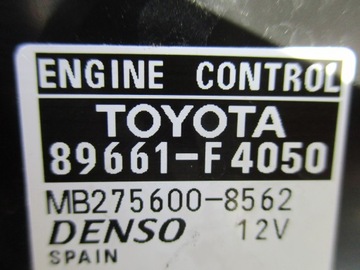 ENGINE CONTROL
TOYOTA
89661-F4050
MB275600-8562
DENSO 12V
SPAIN